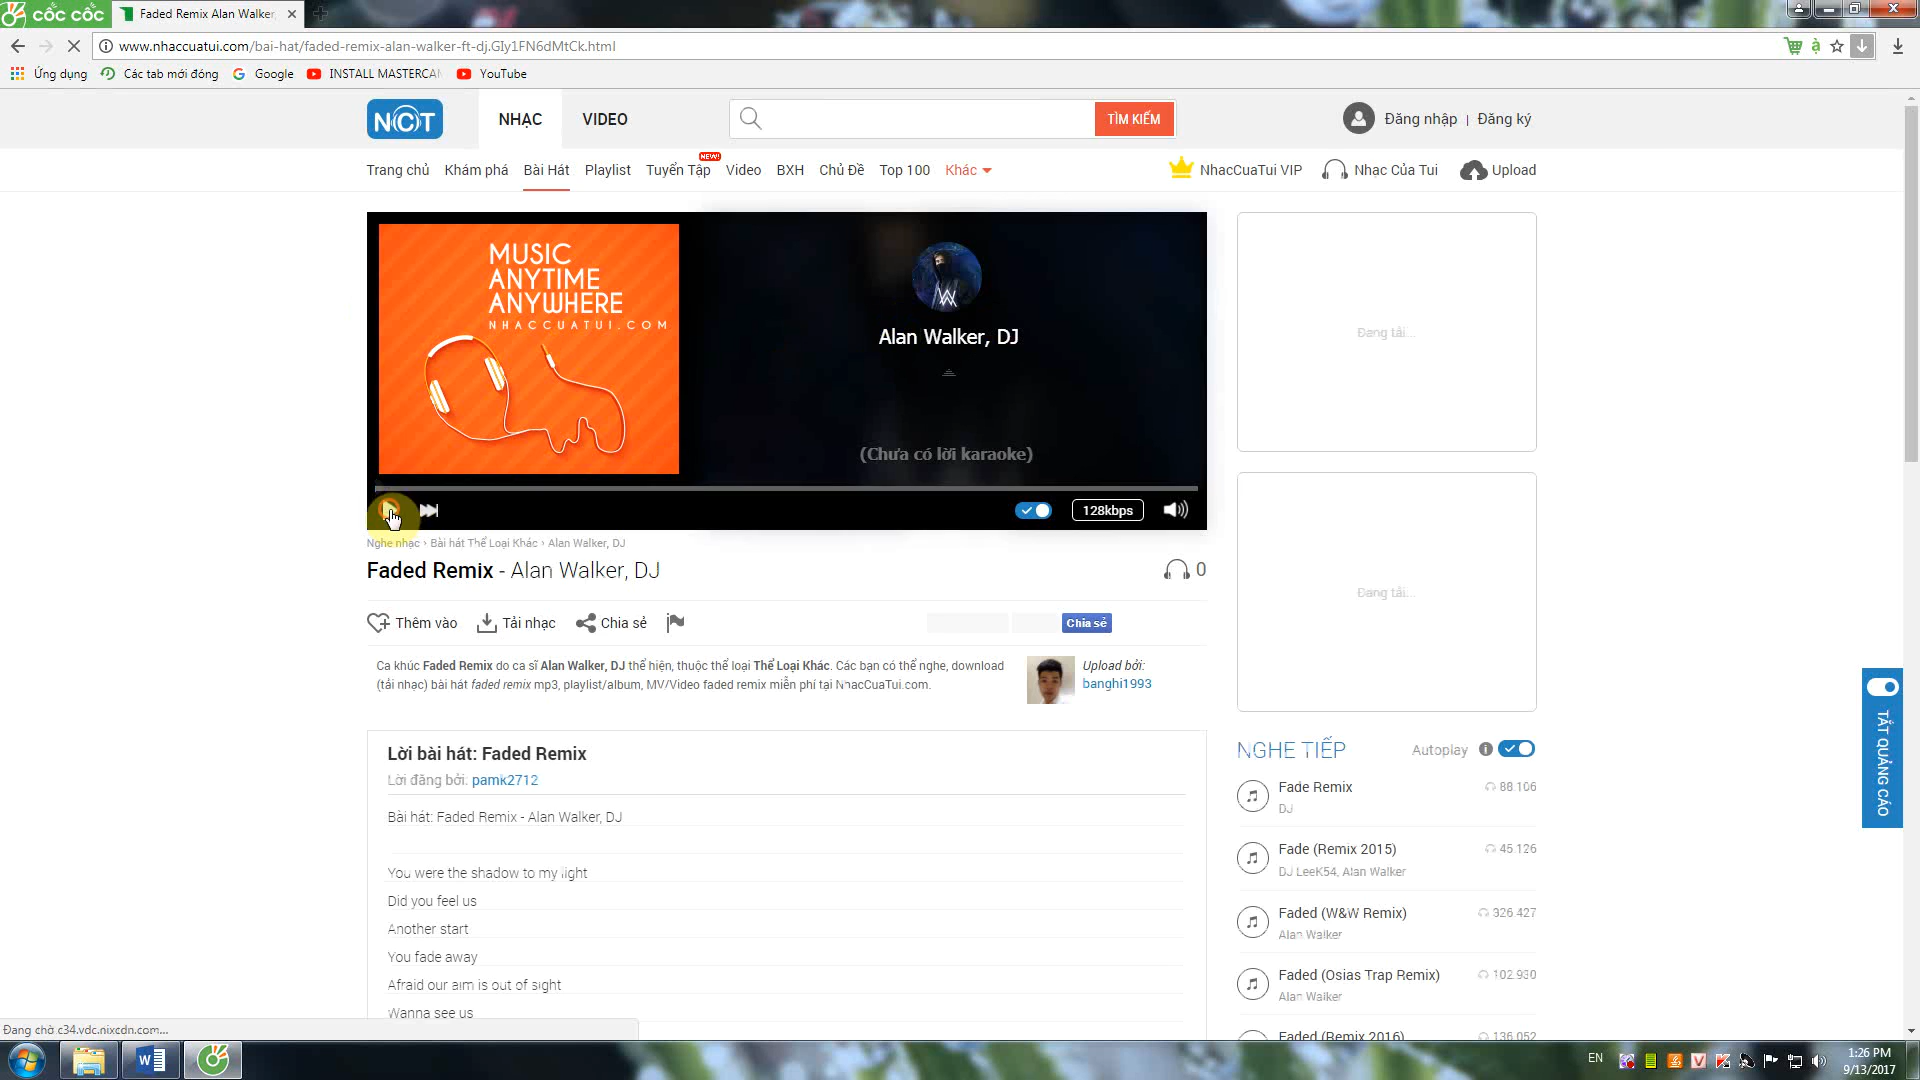 cốc cốc
Faded Remix Alan Walker
www.nhaccuatui.com/bai-hat/faded-remix-alan-walker-ft-dj.GIy1FN6dMtCk.html
Ứng dụng Các tab mới đóng Google INSTALL MASTERCAM YouTube
NCT NHẠC VIDEO TÌM KIẾM Đăng nhập | Đăng ký
NEW!
Trang chủ Khám phá Bài Hát Playlist Tuyển Tập Video BXH Chủ Đề Top 100 Khác NhacCuaTui VIP Nhạc Của Tui Upload
MUSIC
ANYTIME
ANYWHERE
NHACCUATUI.COM
Alan Walker, DJ
(Chưa có lời karaoke)
128kbps
Đang tải...
Đang tải...
Nghe nhạc › Bài hát Thể Loại Khác › Alan Walker, DJ
Faded Remix - Alan Walker, DJ 0
Thêm vào Tải nhạc Chia sẻ Chia sẻ
Ca khúc Faded Remix do ca sĩ Alan Walker, DJ thể hiện, thuộc thể loại Thể Loại Khác. Các bạn có thể nghe, download
(tải nhạc) bài hát faded remix mp3, playlist/album, MV/Video faded remix miễn phí tại NhacCuaTui.com.
Upload bởi:
banghi1993
Lời bài hát: Faded Remix
Lời đăng bởi: pamk2712
Bài hát: Faded Remix - Alan Walker, DJ
You were the shadow to my light
Did you feel us
Another start
You fade away
Afraid our aim is out of sight
Wanna see us
NGHE TIẾP Autoplay
Fade Remix 88.106
DJ
Fade (Remix 2015) 45.126
DJ LeeK54, Alan Walker
Faded (W&W Remix) 326.427
Alan Walker
Faded (Osias Trap Remix) 102.930
Alan Walker
Faded (Remix 2016) 136.052
TẮT QUẢNG CÁO
Đang chờ c34.vdc.nixcdn.com...
EN
1:26 PM
9/13/2017